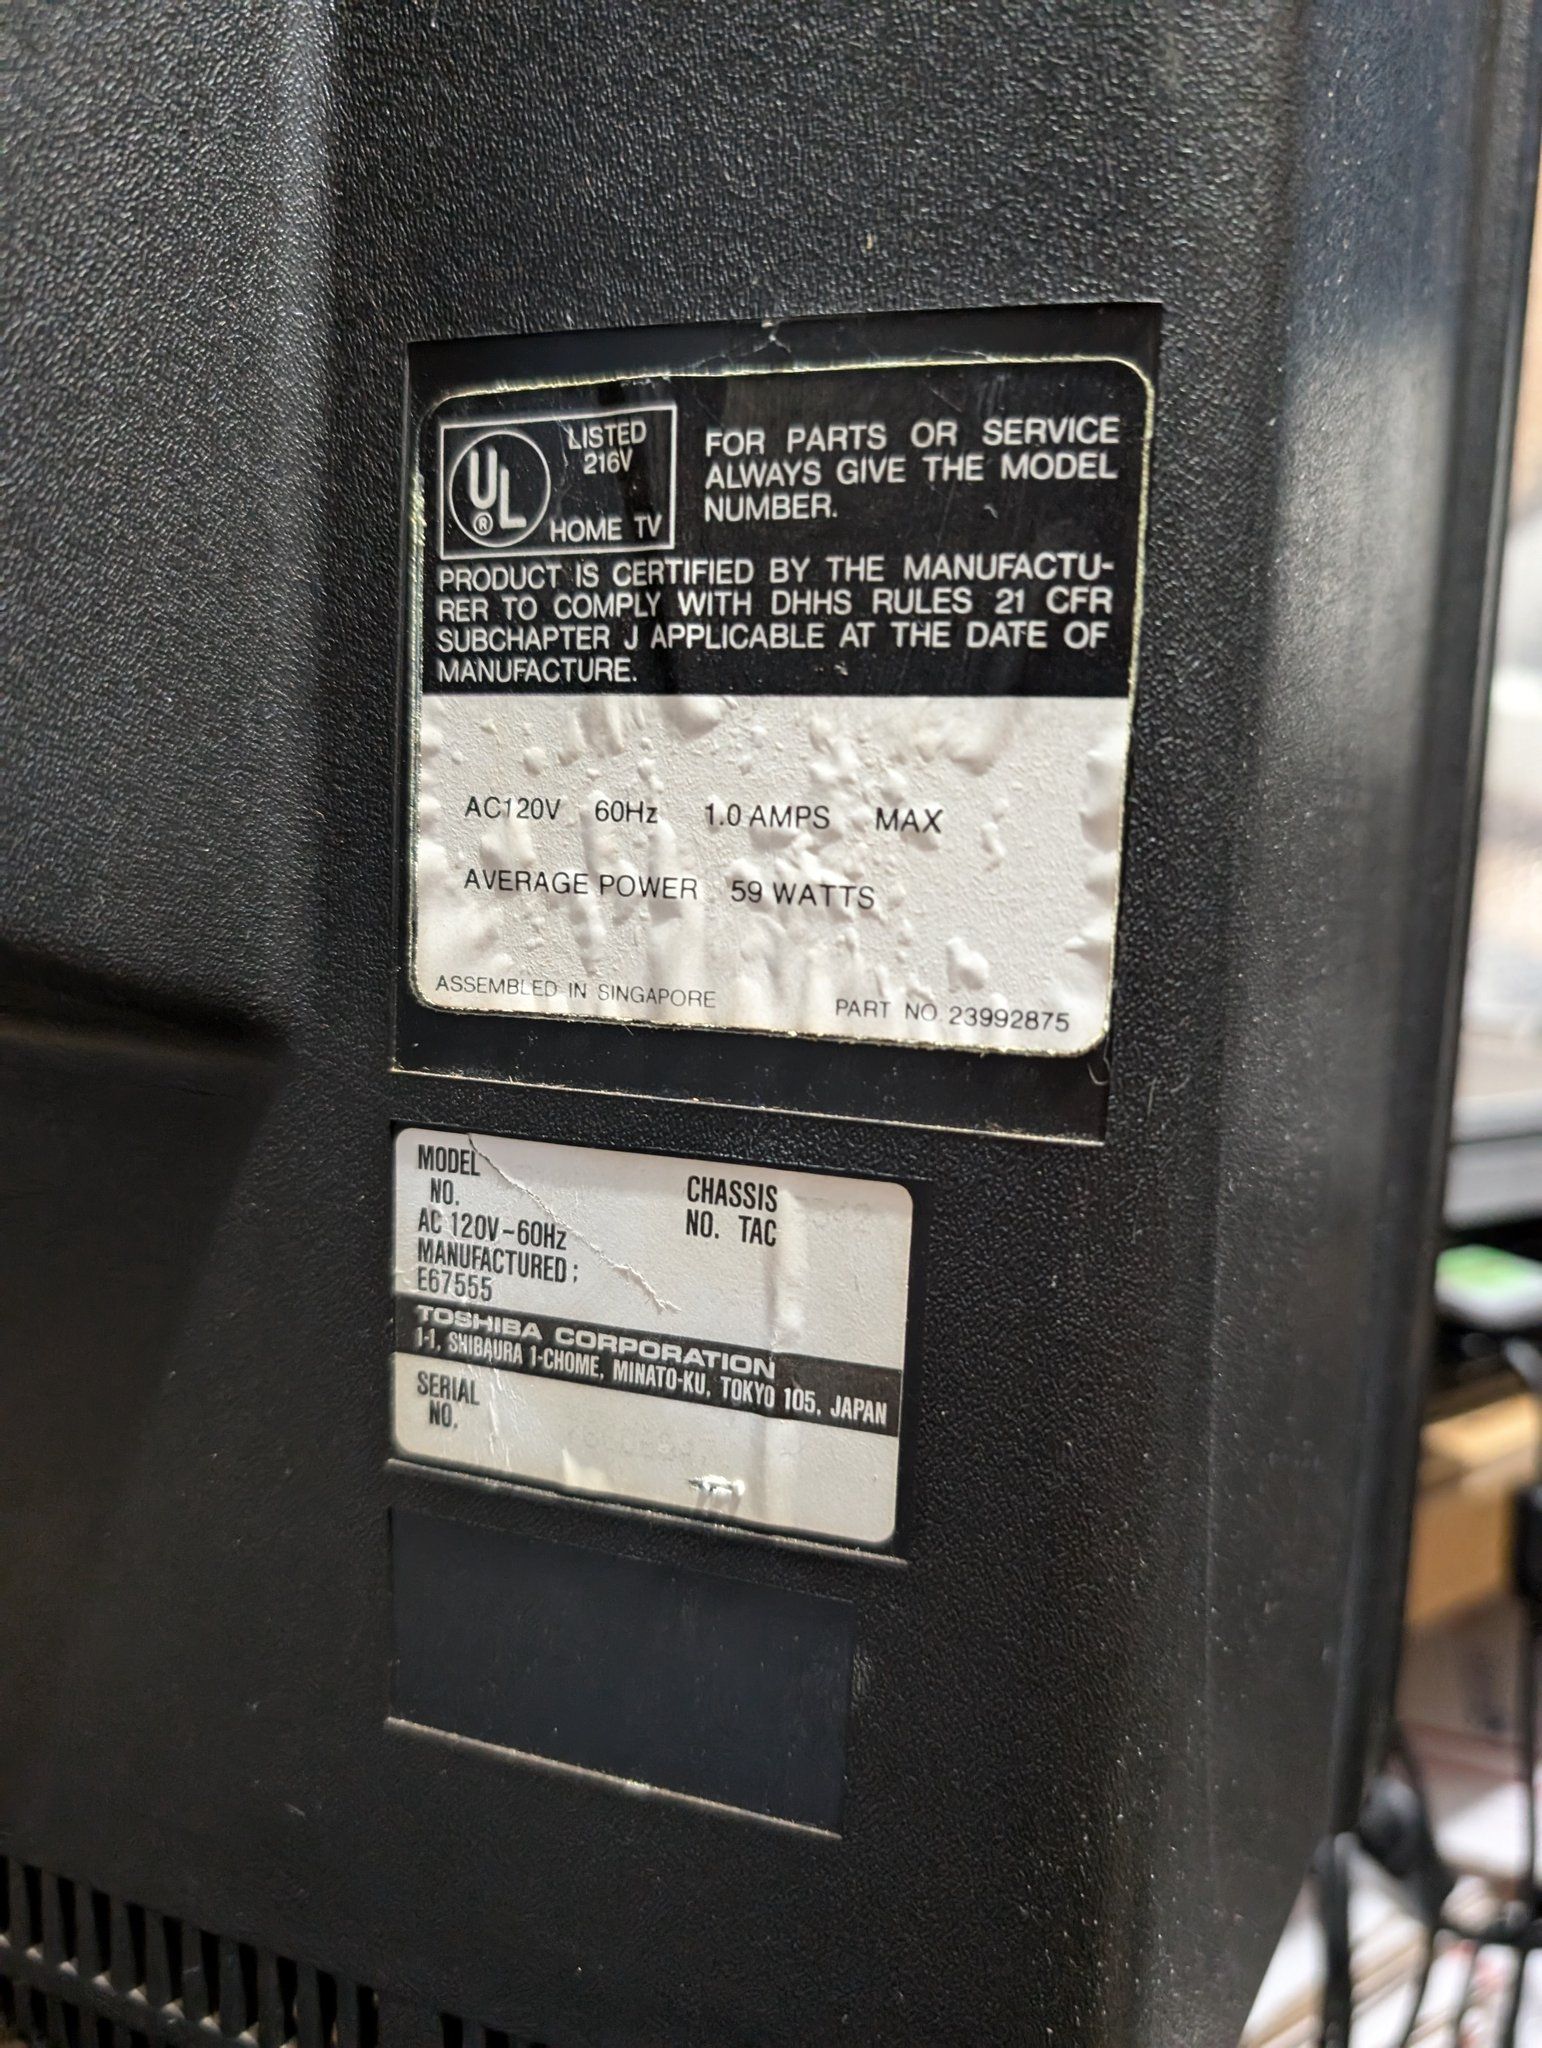 UL ® LISTED
216V
HOME TV
FOR PARTS OR SERVICE
ALWAYS GIVE THE MODEL
NUMBER.
PRODUCT IS CERTIFIED BY THE MANUFACTU-
RER TO COMPLY WITH DHHS RULES 21 CFR
SUBCHAPTER J APPLICABLE AT THE DATE OF
MANUFACTURE.
AC120V 60Hz 1.0 AMPS MAX
AVERAGE POWER 59 WATTS
ASSEMBLED IN SINGAPORE
PART NO 23992875
MODEL
NO.
AC 120V~60Hz
MANUFACTURED;
E67555
CHASSIS
NO. TAC
TOSHIBA CORPORATION
1-1, SHIBAURA 1-CHOME, MINATO-KU, TOKYO 105, JAPAN
SERIAL
NO.